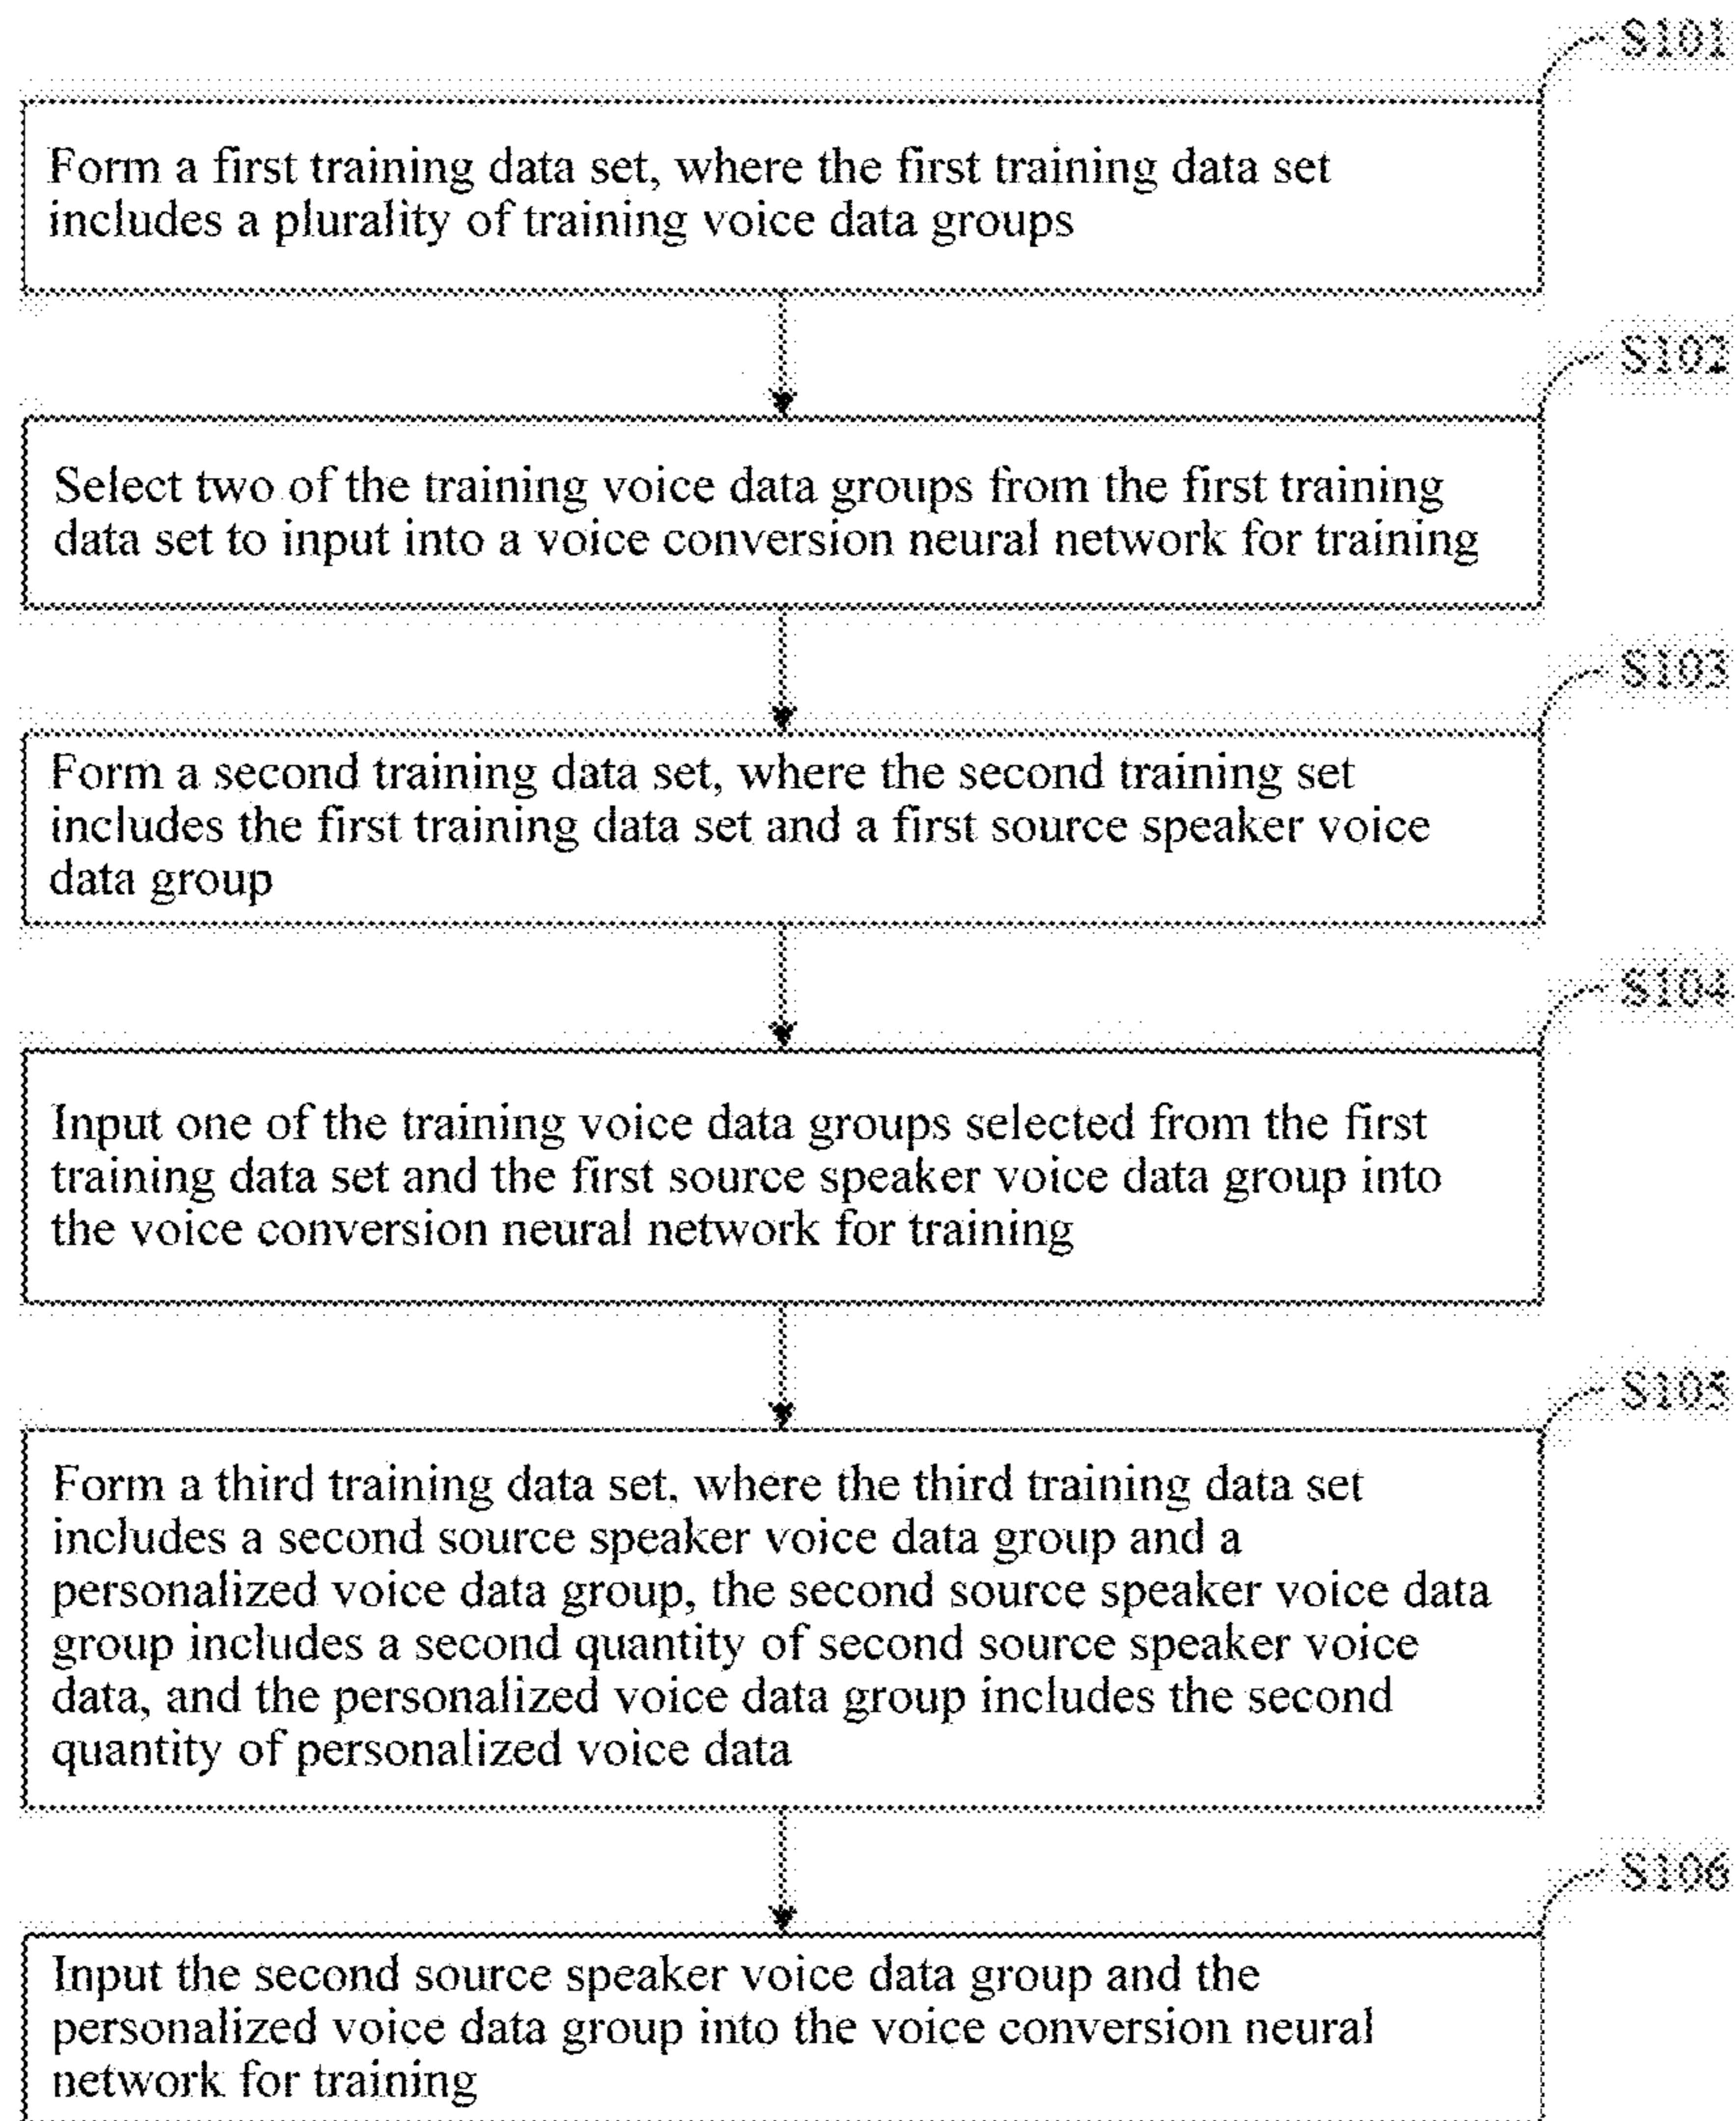 S101
Form a first training data set, where the first training data set
includes a plurality of training voice data groups
S102
Select two of the training voice data groups from the first training
data set to input into a voice conversion neural network for training
S103
Form a second training data set, where the second training set
includes the first training data set and a first source speaker voice
data group
S104
Input one of the training voice data groups selected from the first
training data set and the first source speaker voice data group into
the voice conversion neural network for training
S105
Form a third training data set, where the third training data set
includes a second source speaker voice data group and a
personalized voice data group, the second source speaker voice data
group includes a second quantity of second source speaker voice
data, and the personalized voice data group includes the second
quantity of personalized voice data
S106
Input the second source speaker voice data group and the
personalized voice data group into the voice conversion neural
network for training